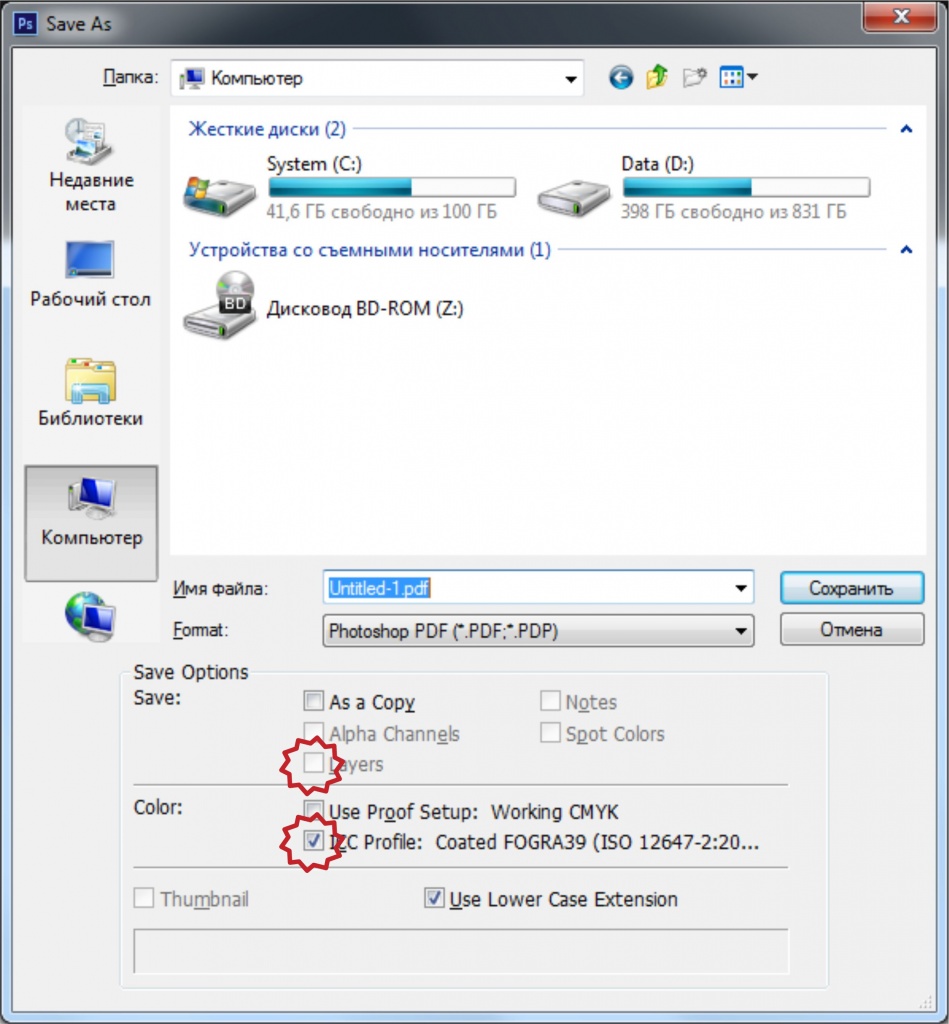 Ps Save As
Папка: Компьютер
Жесткие диски (2)
System (C:)
41,6 ГБ свободно из 100 ГБ
Data (D:)
398 ГБ свободно из 831 ГБ
Устройства со съемными носителями (1)
BD
Дисковод BD-ROM (Z:)
Недавние
места
Рабочий стол
Библиотеки
Компьютер
Имя файла: Untitled-1.pdf
Сохранить
Format: Photoshop PDF (*.PDF;*.PDP)
Отмена
Save Options
Save:
As a Copy
Notes
Alpha Channels
Spot Colors
Layers
Color:
Use Proof Setup: Working CMYK
ICC Profile: Coated FOGRA39 (ISO 12647-2:20...
Thumbnail
Use Lower Case Extension